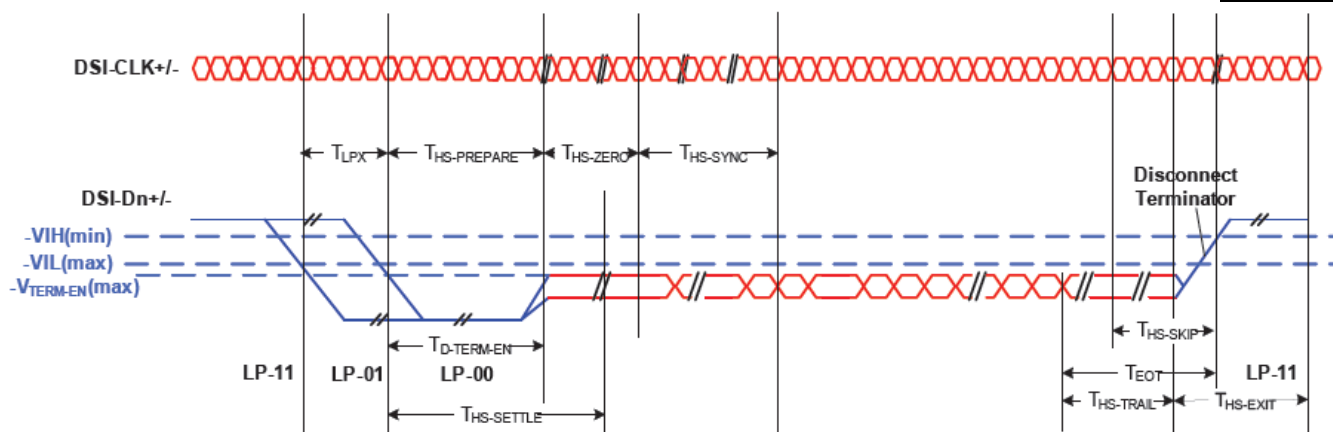 DSI-CLK+/-
TLPX
THS-PREPARE
THS-ZERO
THS-SYNC
DSI-Dn+/-
Disconnect
Terminator
-VIH(min)
-VIL(max)
-VTERM-EN(max)
THS-SKIP
TD-TERM-EN
LP-11
LP-01
LP-00
TEOT
LP-11
THS-SETTLE
THS-TRAIL
THS-EXIT